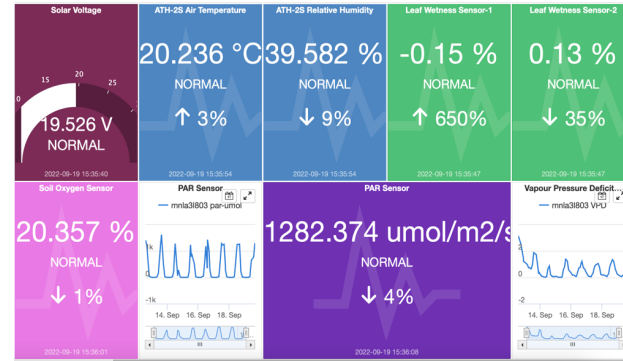 Solar Voltage
0
15
20
25
19.526 V
NORMAL
2022-09-19 15:35:40
ATH-2S Air Temperature
20.236 °C
NORMAL
↑ 3%
2022-09-19 15:35:54
ATH-2S Relative Humidity
39.582 %
NORMAL
↓ 9%
2022-09-19 15:35:54
Leaf Wetness Sensor-1
-0.15 %
NORMAL
↑ 650%
2022-09-19 15:35:47
Leaf Wetness Sensor-2
0.13 %
NORMAL
↓ 35%
2022-09-19 15:35:47
Soil Oxygen Sensor
20.357 %
NORMAL
↓ 1%
2022-09-19 15:36:01
PAR Sensor
mnla3l803 par-umol
1k
0
-1k
14. Sep 16. Sep 18. Sep
PAR Sensor
1282.374 umol/m2/s
NORMAL
↓ 4%
2022-09-19 15:36:08
Vapour Pressure Deficit...
mnla3l803 VPD
2
0
-2
14. Sep 16. Sep 18. Sep